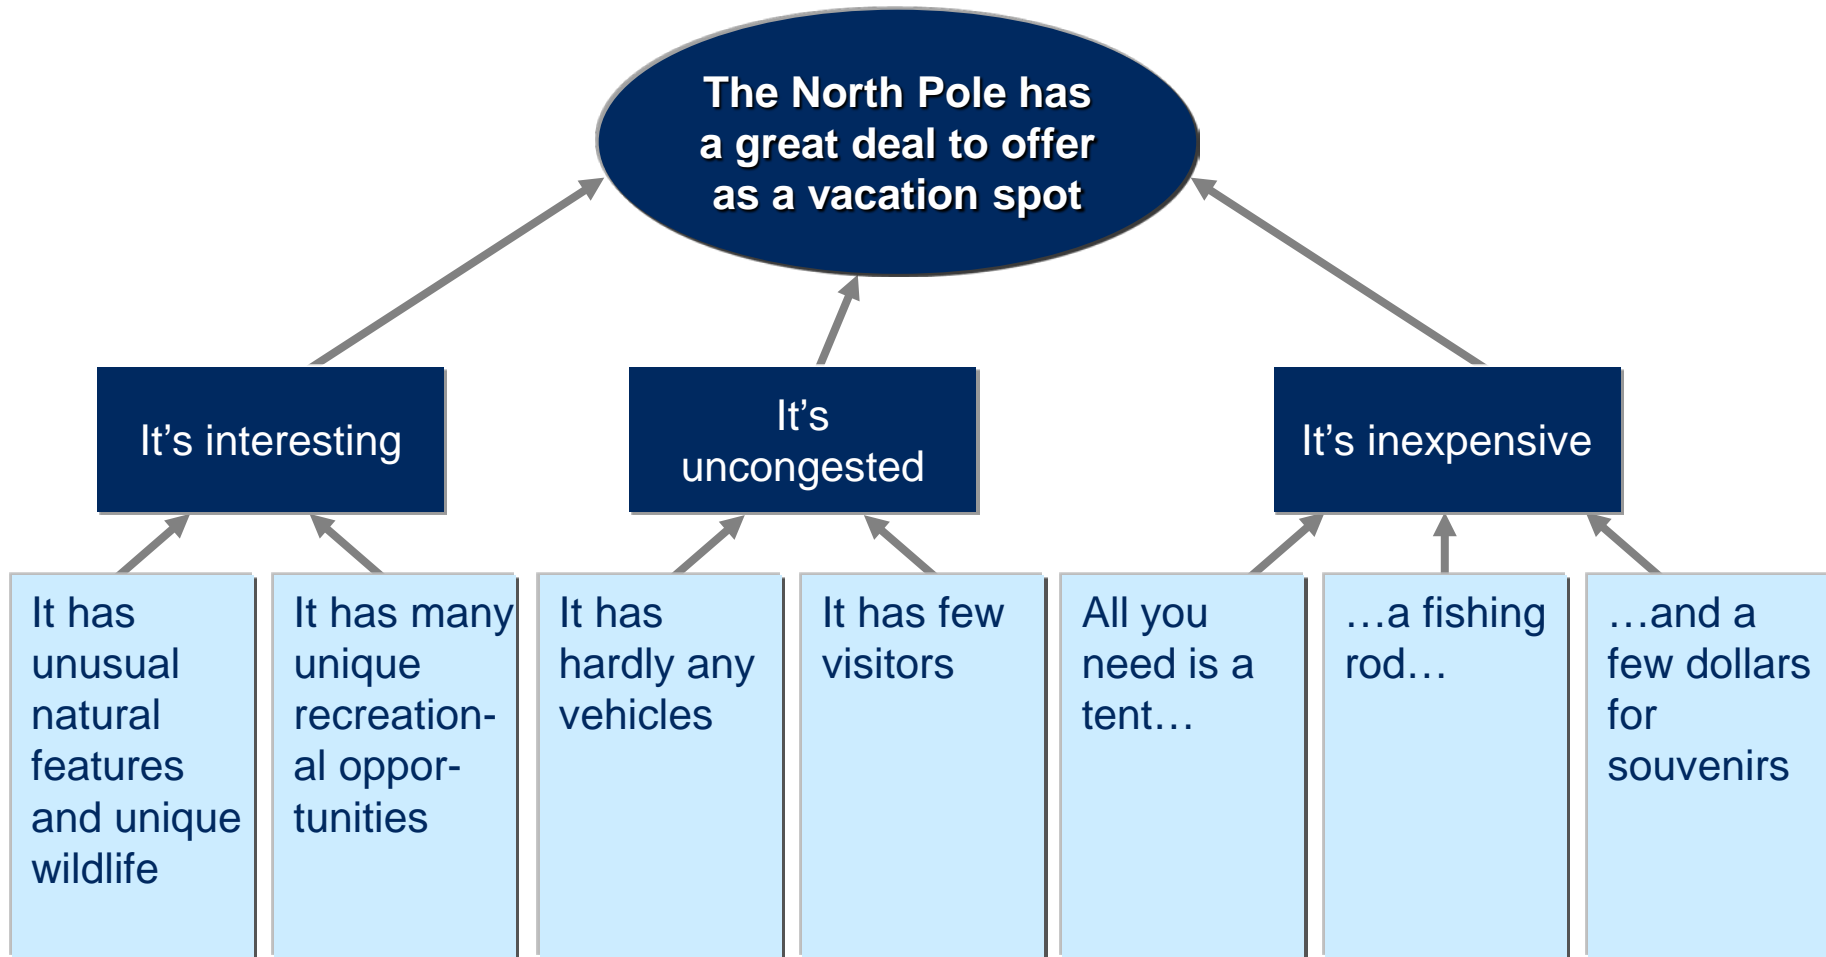 The North Pole has
a great deal to offer
as a vacation spot
It’s interesting
It’s
uncongested
It’s inexpensive
It has
unusual
natural
features
and unique
wildlife
It has many
unique
recreation-
al oppor-
tunities
It has
hardly any
vehicles
It has few
visitors
All you
need is a
tent…
…a fishing
rod…
…and a
few dollars
for
souvenirs